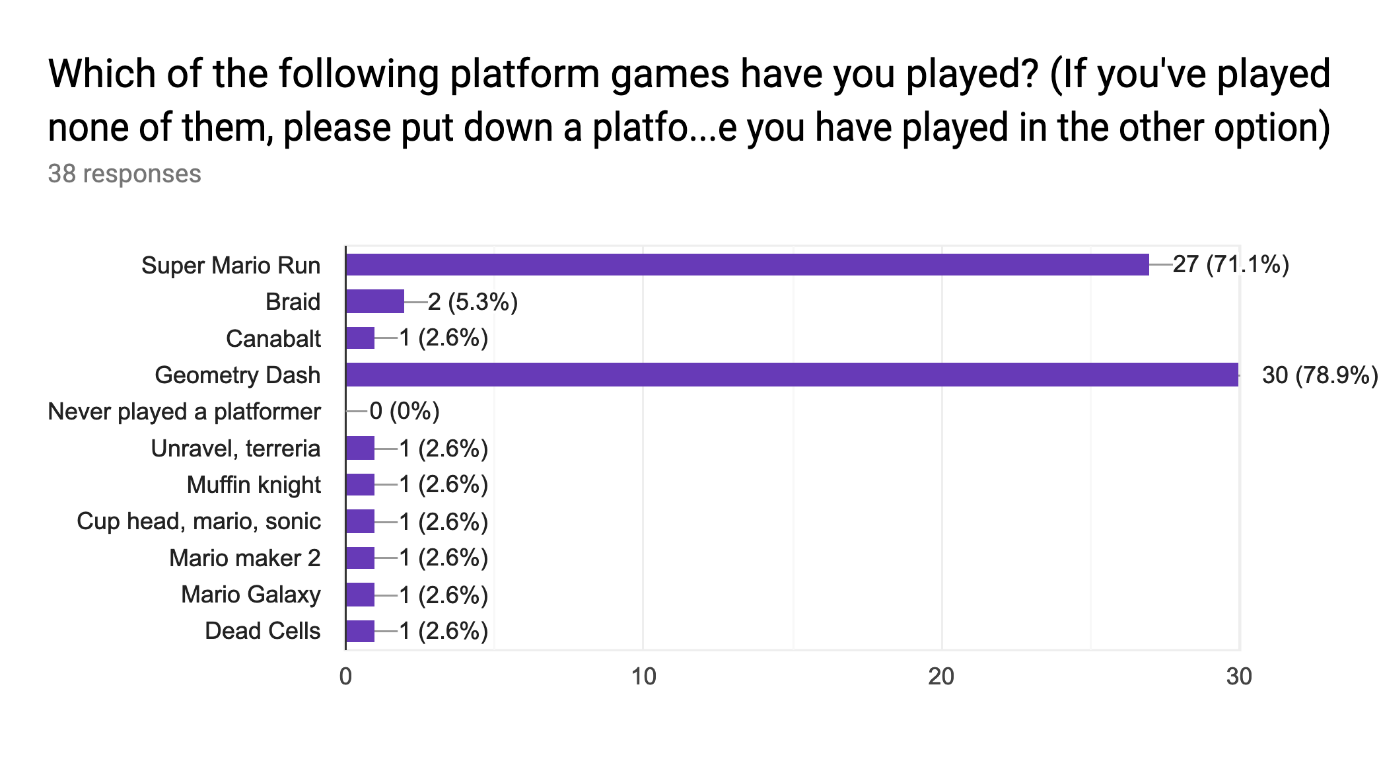 Which of the following platform games have you played? (If you've played
none of them, please put down a platfo...e you have played in the other option)
38 responses
Super Mario Run 27 (71.1%)
Braid 2 (5.3%)
Canabalt 1 (2.6%)
Geometry Dash 30 (78.9%)
Never played a platformer 0 (0%)
Unravel, terreria 1 (2.6%)
Muffin knight 1 (2.6%)
Cup head, mario, sonic 1 (2.6%)
Mario maker 2 1 (2.6%)
Mario Galaxy 1 (2.6%)
Dead Cells 1 (2.6%)
0 10 20 30